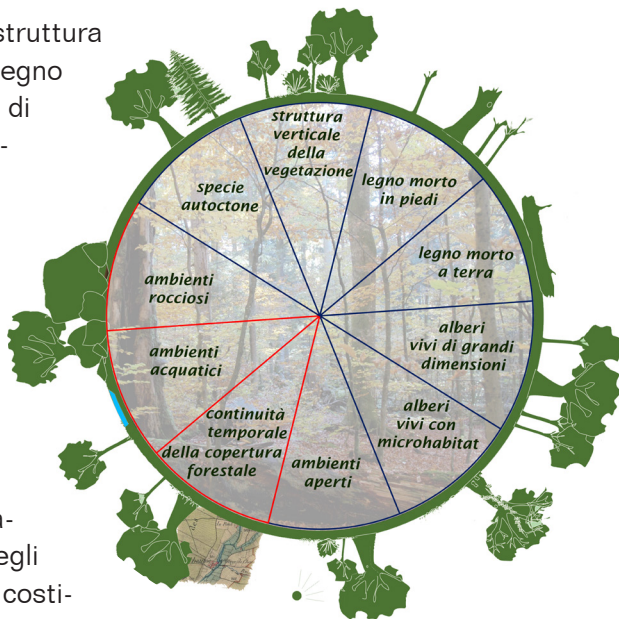 struttura
egno
di
-
struttura
verticale
della
vegetazione
specie
autoctone
legno morto
in piedi
legno morto
a terra
ambienti
rocciosi
alberi
vivi di grandi
dimensioni
ambienti
acquatici
alberi
vivi con
microhabitat
continuità
temporale
della copertura
forestale
ambienti
aperti
a-
egli
costi-